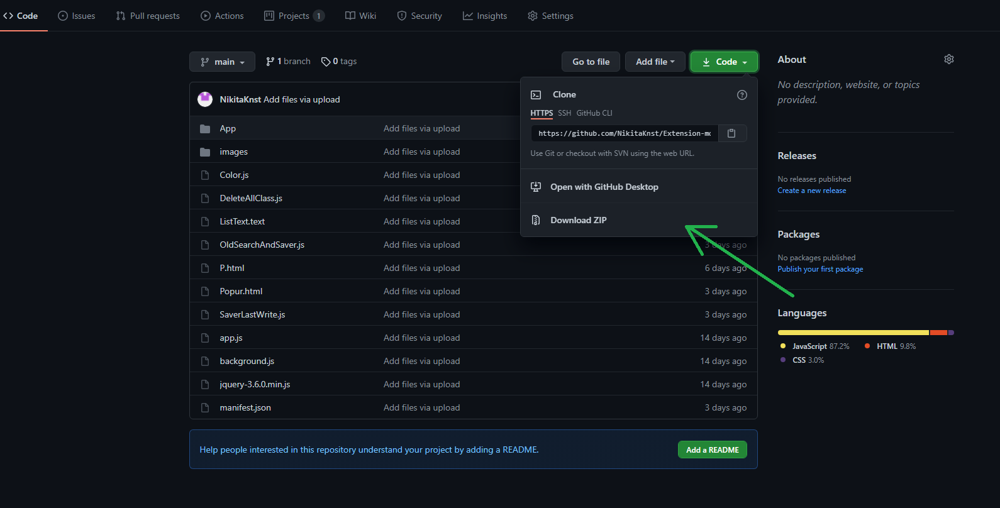 Code Issues Pull requests Actions Projects 1 Wiki Security Insights Settings
main 1 branch 0 tags Go to file Add file Code
NikitaKnst Add files via upload
App Add files via upload
images Add files via upload
Color.js Add files via upload
DeleteAllClass.js Add files via upload
ListText.text Add files via upload
OldSearchAndSaver.js Add files via upload 3 days ago
P.html Add files via upload 6 days ago
Popur.html Add files via upload 3 days ago
SaverLastWrite.js Add files via upload 3 days ago
app.js Add files via upload 14 days ago
background.js Add files via upload 14 days ago
jquery-3.6.0.min.js Add files via upload 14 days ago
manifest.json Add files via upload 3 days ago
Help people interested in this repository understand your project by adding a README. Add a README
Clone
HTTPS SSH GitHub CLI
https://github.com/NikitaKnst/Extension-mo
Use Git or checkout with SVN using the web URL.
Open with GitHub Desktop
Download ZIP
About
No description, website, or topics
provided.
Releases
No releases published
Create a new release
Packages
No packages published
Publish your first package
Languages
JavaScript 87.2% HTML 9.8%
CSS 3.0%